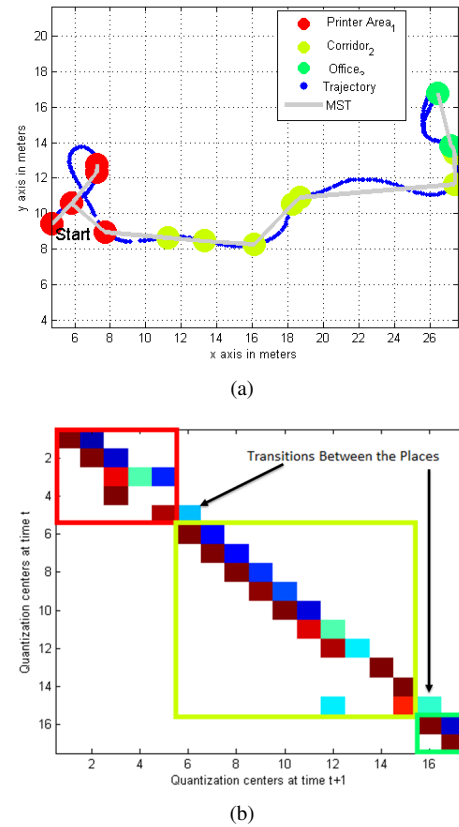 20
18
16
14
12
10
8
6
4
y axis in meters
Printer Area1
Corridor2
Office3
Trajectory
MST
Start
6 8 10 12 14 16 18 20 22 24 26
x axis in meters
(a)
Transitions Between the Places
2
4
6
8
10
12
14
16
Quantization centers at time t
2 4 6 8 10 12 14 16
Quantization centers at time t+1
(b)